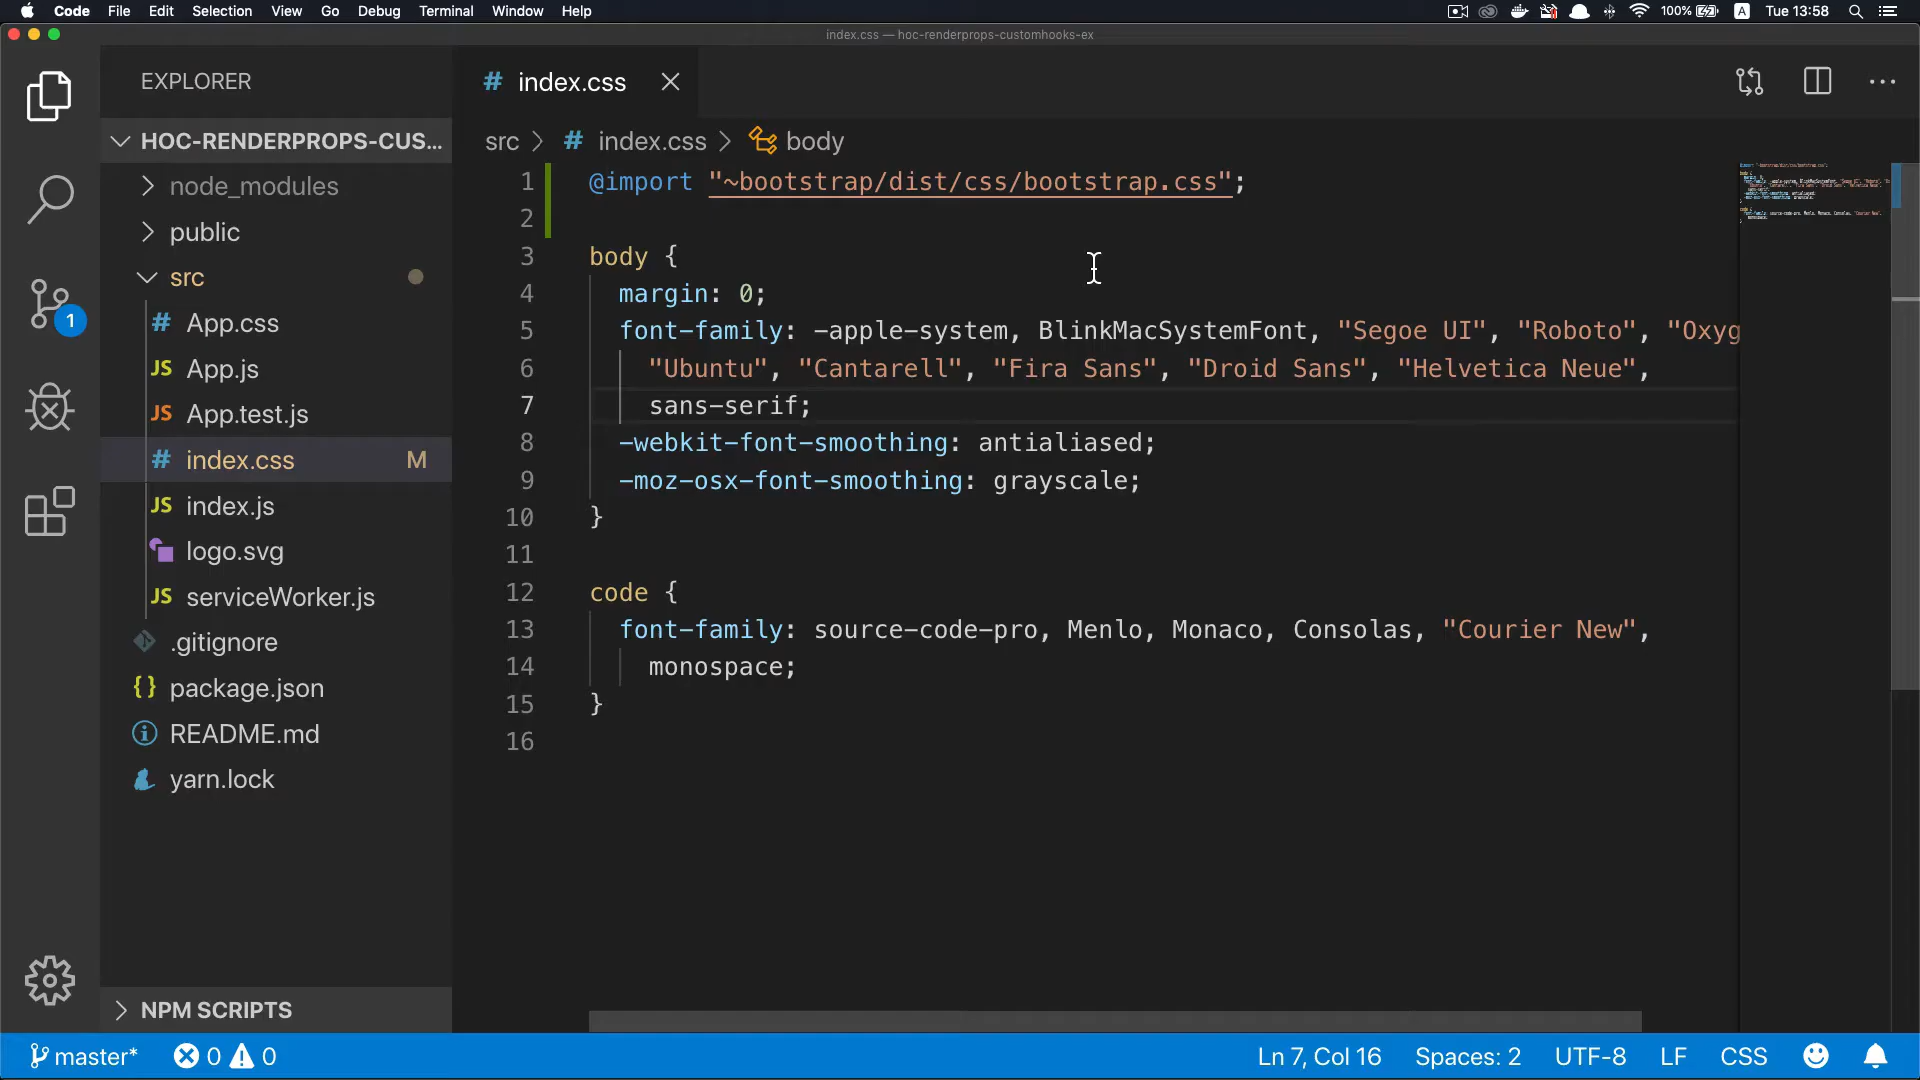 Code File Edit Selection View Go Debug Terminal Window Help
100% A Tue 13:58
index.css — hoc-renderprops-customhooks-ex
EXPLORER
HOC-RENDERPROPS-CUS...
node_modules
public
src
# App.css
JS App.js
JS App.test.js
# index.css M
JS index.js
logo.svg
JS serviceWorker.js
.gitignore
{} package.json
README.md
yarn.lock
NPM SCRIPTS
1
# index.css
src > # index.css > body
1 @import "~bootstrap/dist/css/bootstrap.css";
2
3 body {
4 margin: 0;
5 font-family: -apple-system, BlinkMacSystemFont, "Segoe UI", "Roboto", "Oxyg
6 "Ubuntu", "Cantarell", "Fira Sans", "Droid Sans", "Helvetica Neue",
7 sans-serif;
8 -webkit-font-smoothing: antialiased;
9 -moz-osx-font-smoothing: grayscale;
10 }
11
12 code {
13 font-family: source-code-pro, Menlo, Monaco, Consolas, "Courier New",
14 monospace;
15 }
16
master* 0 0 Ln 7, Col 16 Spaces: 2 UTF-8 LF CSS